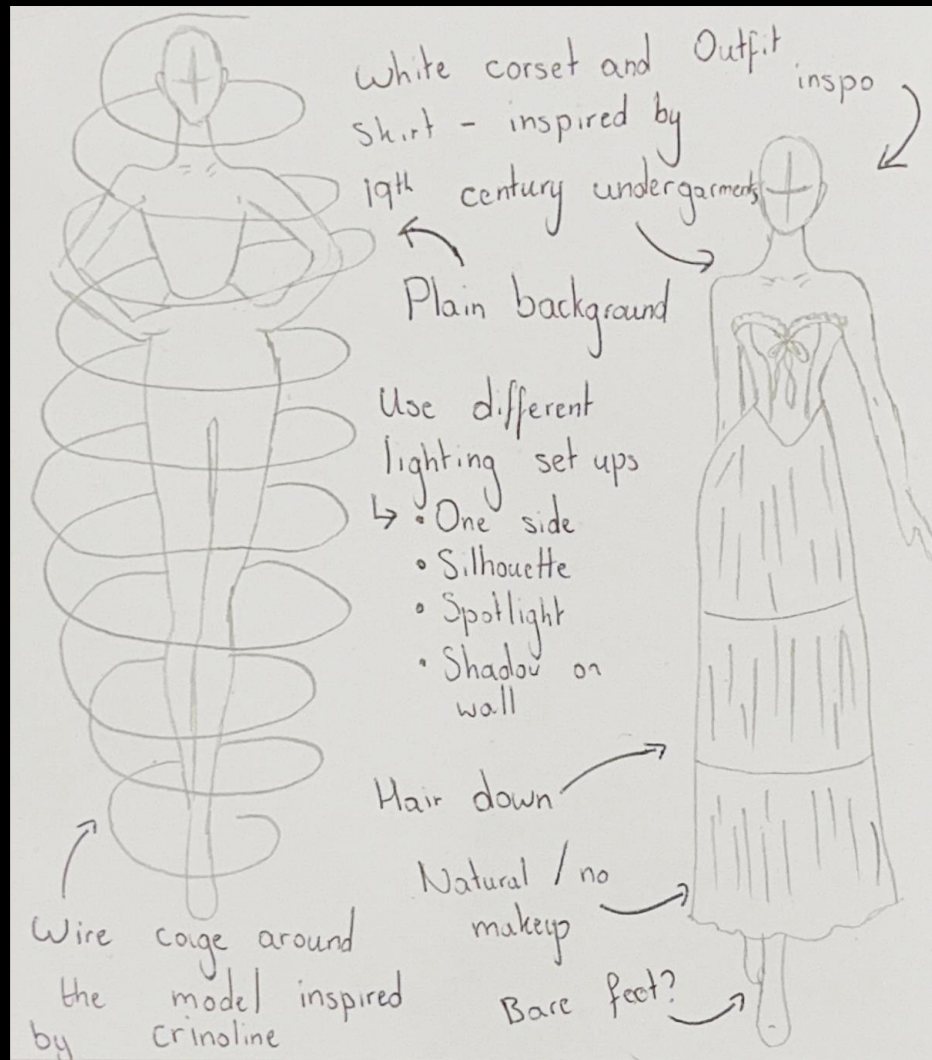 White corset and
skirt - inspired by
19th century undergarments
Outfit
inspo
Plain background
Use different
lighting set ups
↳ • One side
• Silhouette
• Spotlight
• Shadow on
wall
Hair down
Natural / no
makeup
Bare feet?
Wire cage around
the model inspired
by crinoline